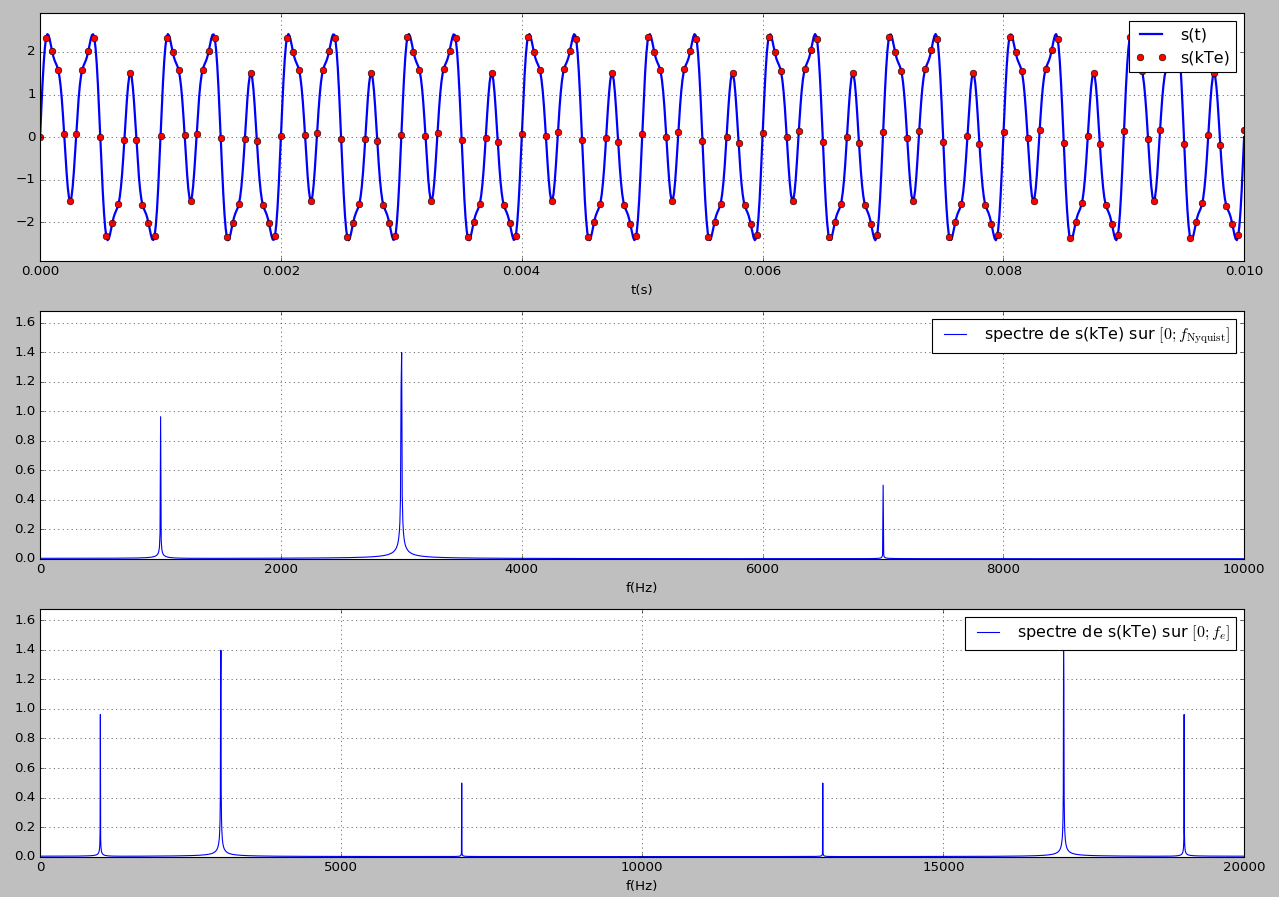 2
1
0
−1
−2
s(t)
s(kTe)
0.000 0.002 0.004 0.006 0.008 0.010
t(s)
1.6
1.4
1.2
1.0
0.8
0.6
0.4
0.2
0.0
spectre de s(kTe) sur [0; f_Nyquist]
0 2000 4000 6000 8000 10000
f(Hz)
1.6
1.4
1.2
1.0
0.8
0.6
0.4
0.2
0.0
spectre de s(kTe) sur [0; f_e]
0 5000 10000 15000 20000
f(Hz)